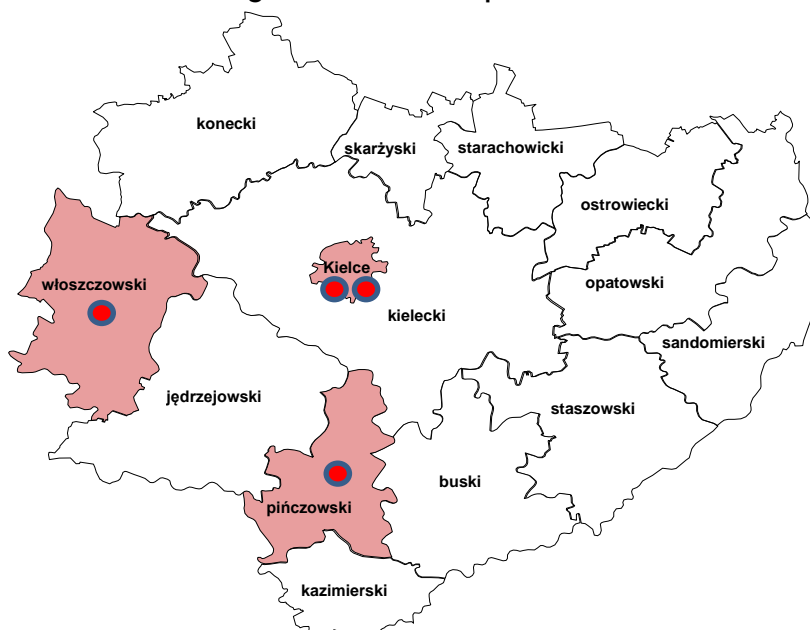 konecki
skarżyski
starachowicki
ostrowiecki
Kielce
opatowski
włoszczowski
kielecki
sandomierski
jędrzejowski
staszowski
buski
pińczowski
kazimierski